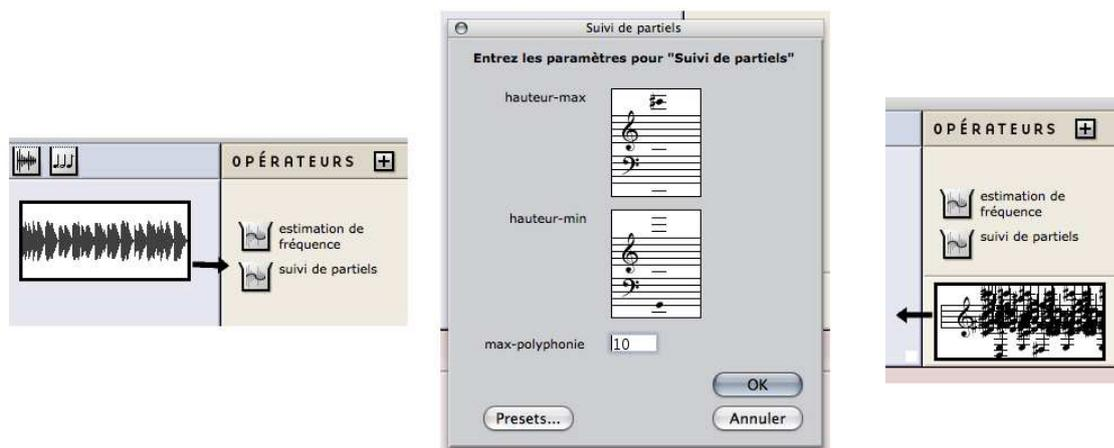 OPÉRATEURS
estimation de
fréquence
suivi de partiels
Suivi de partiels
Entrez les paramètres pour "Suivi de partiels"
hauteur-max
hauteur-min
max-polyphonie
10
OK
Presets...
Annuler
OPÉRATEURS
estimation de
fréquence
suivi de partiels